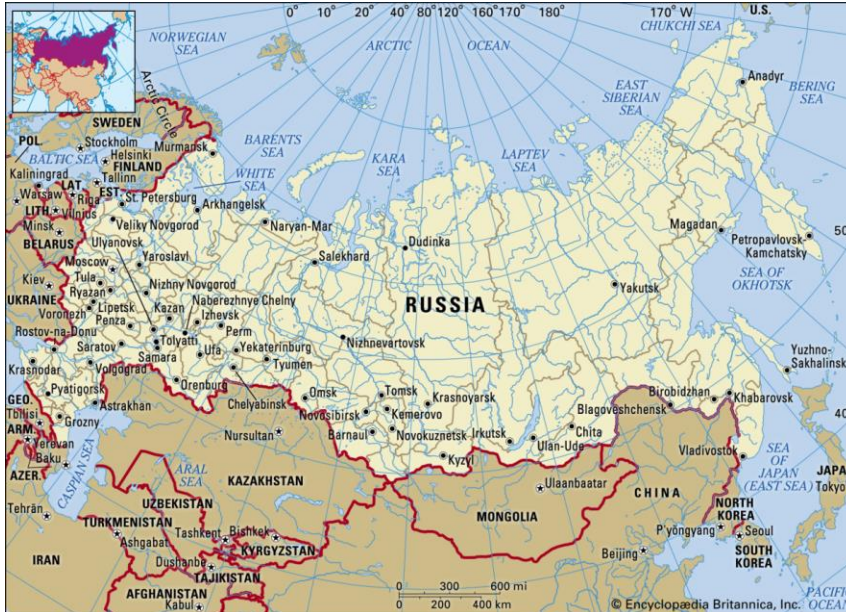 0° 10° 20° 40° 80° 120° 160° 180° 170° W
U.S.
NORWEGIAN
SEA
ARCTIC
OCEAN
CHUKCHI SEA
Anadyr
BERING
SEA
EAST
SIBERIAN
SEA
Arctic Circle
SWEDEN
POL.
Stockholm
BALTIC SEA
Helsinki
FINLAND
Murmansk
BARENTS
SEA
KARA
SEA
LAPTEV
SEA
Kaliningrad
LAT.
Tallinn
EST.
WHITE
SEA
Warsaw
Riga
St. Petersburg
LITH.
Vilnius
Arkhangelsk
Minsk
Veliky Novgorod
Naryan-Mar
BELARUS
Ulyanovsk
Salekhard
Dudinka
Magadan
Petropavlovsk-
Kamchatsky
50
Moscow
Yaroslavl
SEA OF
OKHOTSK
Kiev
Tula
Nizhny Novgorod
Yakutsk
Ryazan
Naberezhnye Chelny
UKRAINE
Lipetsk
Kazan
Izhevsk
RUSSIA
Voronezh
Penza
Perm
Rostov-na-Donu
Tolyatti
Nizhnevartovsk
Saratov
Samara
Ufa
Yekaterinburg
Yuzhno-
Sakhalinsk
Krasnodar
Volgograd
Tyumen
Pyatigorsk
Orenburg
Omsk
Tomsk
Krasnoyarsk
Birobidzhan
Khabarovsk
GEO.
Astrakhan
Chelyabinsk
Novosibirsk
Kemerovo
Blagoveshchensk
40
Tbilisi
Grozny
Nursultan
Barnaul
Novokuznetsk
Irkutsk
Chita
ARM.
Yerevan
Kyzyl
Ulan-Ude
Vladivostok
SEA
OF
JAPAN
(EAST SEA)
Baku
CASPIAN SEA
ARAL
SEA
KAZAKHSTAN
JAPA
AZER.
Ulaanbaatar
Tokyo
UZBEKISTAN
CHINA
NORTH
KOREA
Tehrān
MONGOLIA
TURKMENISTAN
Tashkent
Bishkek
P'yŏngyang
Seoul
Ashgabat
KYRGYZSTAN
SOUTH
KOREA
IRAN
Dushanbe
Beijing
TAJIKISTAN
0 300 600 mi
AFGHANISTAN
0 200 400 km
PACIFIC
OCEAN
Kabul
© Encyclopædia Britannica, Inc.